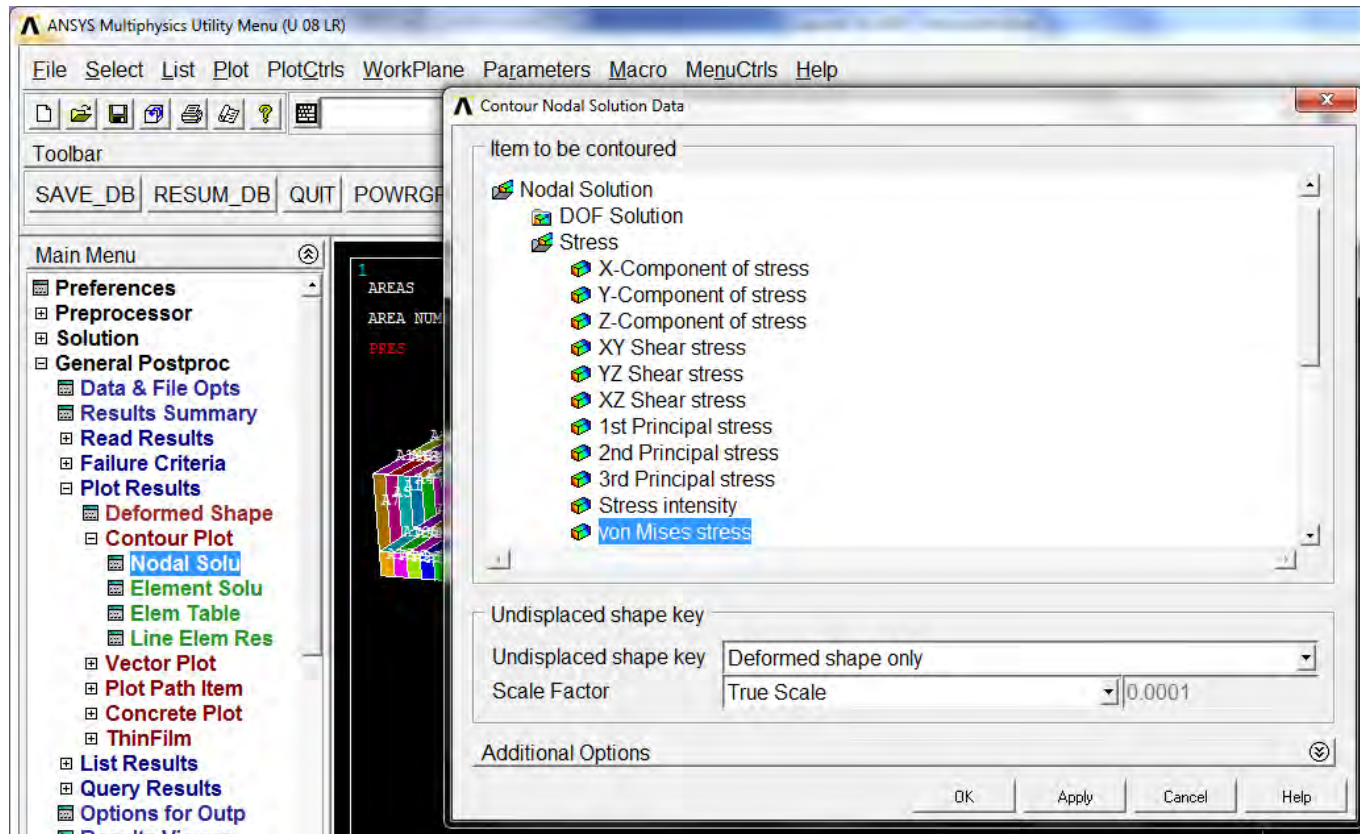 ANSYS Multiphysics Utility Menu (U 08 LR)
File Select List Plot PlotCtrls WorkPlane Parameters Macro MenuCtrls Help
Toolbar
SAVE_DB RESUM_DB QUIT POWRGR
Main Menu
Preferences
Preprocessor
Solution
General Postproc
Data & File Opts
Results Summary
Read Results
Failure Criteria
Plot Results
Deformed Shape
Contour Plot
Nodal Solu
Element Solu
Elem Table
Line Elem Res
Vector Plot
Plot Path Item
Concrete Plot
ThinFilm
List Results
Query Results
Options for Outp
1
AREAS
AREA NUM
PRES
Contour Nodal Solution Data
Item to be contoured
Nodal Solution
DOF Solution
Stress
X-Component of stress
Y-Component of stress
Z-Component of stress
XY Shear stress
YZ Shear stress
XZ Shear stress
1st Principal stress
2nd Principal stress
3rd Principal stress
Stress intensity
von Mises stress
Undisplaced shape key
Undisplaced shape key Deformed shape only
Scale Factor True Scale 0.0001
Additional Options
OK Apply Cancel Help